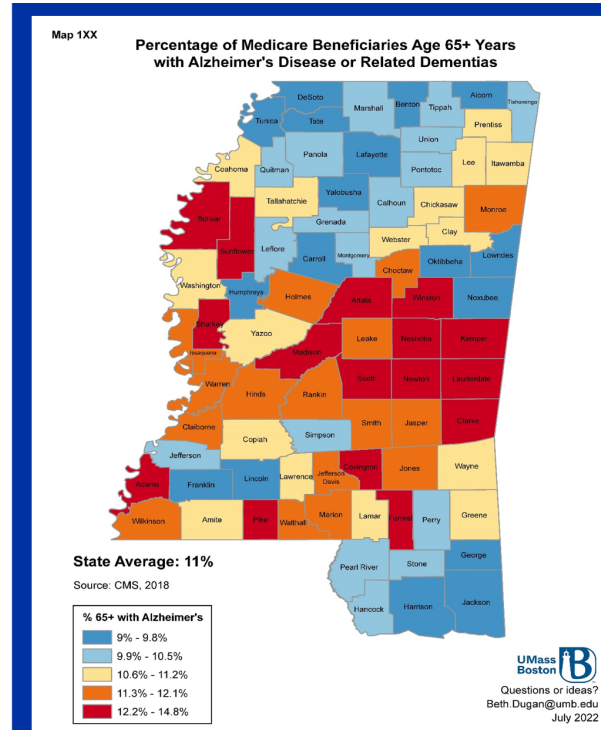 Map 1XX
Percentage of Medicare Beneficiaries Age 65+ Years
with Alzheimer's Disease or Related Dementias
DeSoto
Marshall
Benton
Tippah
Alcorn
Tishomingo
Tunica
Tate
Prentiss
Union
Panola
Lafayette
Lee
Itawamba
Coahoma
Quitman
Pontotoc
Yalobusha
Tallahatchie
Calhoun
Chickasaw
Monroe
Bolivar
Grenada
Clay
Sunflower
Leflore
Webster
Carroll
Montgomery
Oktibbeha
Lowndes
Choctaw
Washington
Humphreys
Holmes
Attala
Winston
Noxubee
Sharkey
Yazoo
Leake
Neshoba
Kemper
Issaquena
Madison
Warren
Scott
Newton
Lauderdale
Hinds
Rankin
Claiborne
Smith
Jasper
Clarke
Copiah
Simpson
Jefferson
Covington
Jones
Wayne
Adams
Franklin
Lincoln
Lawrence
Jefferson
Davis
Wilkinson
Amite
Pike
Walthall
Marion
Lamar
Forrest
Perry
Greene
George
Pearl River
Stone
Hancock
Harrison
Jackson
State Average: 11%
Source: CMS, 2018
% 65+ with Alzheimer's
9% - 9.8%
9.9% - 10.5%
10.6% - 11.2%
11.3% - 12.1%
12.2% - 14.8%
UMass
Boston
B
Questions or ideas?
Beth.Dugan@umb.edu
July 2022